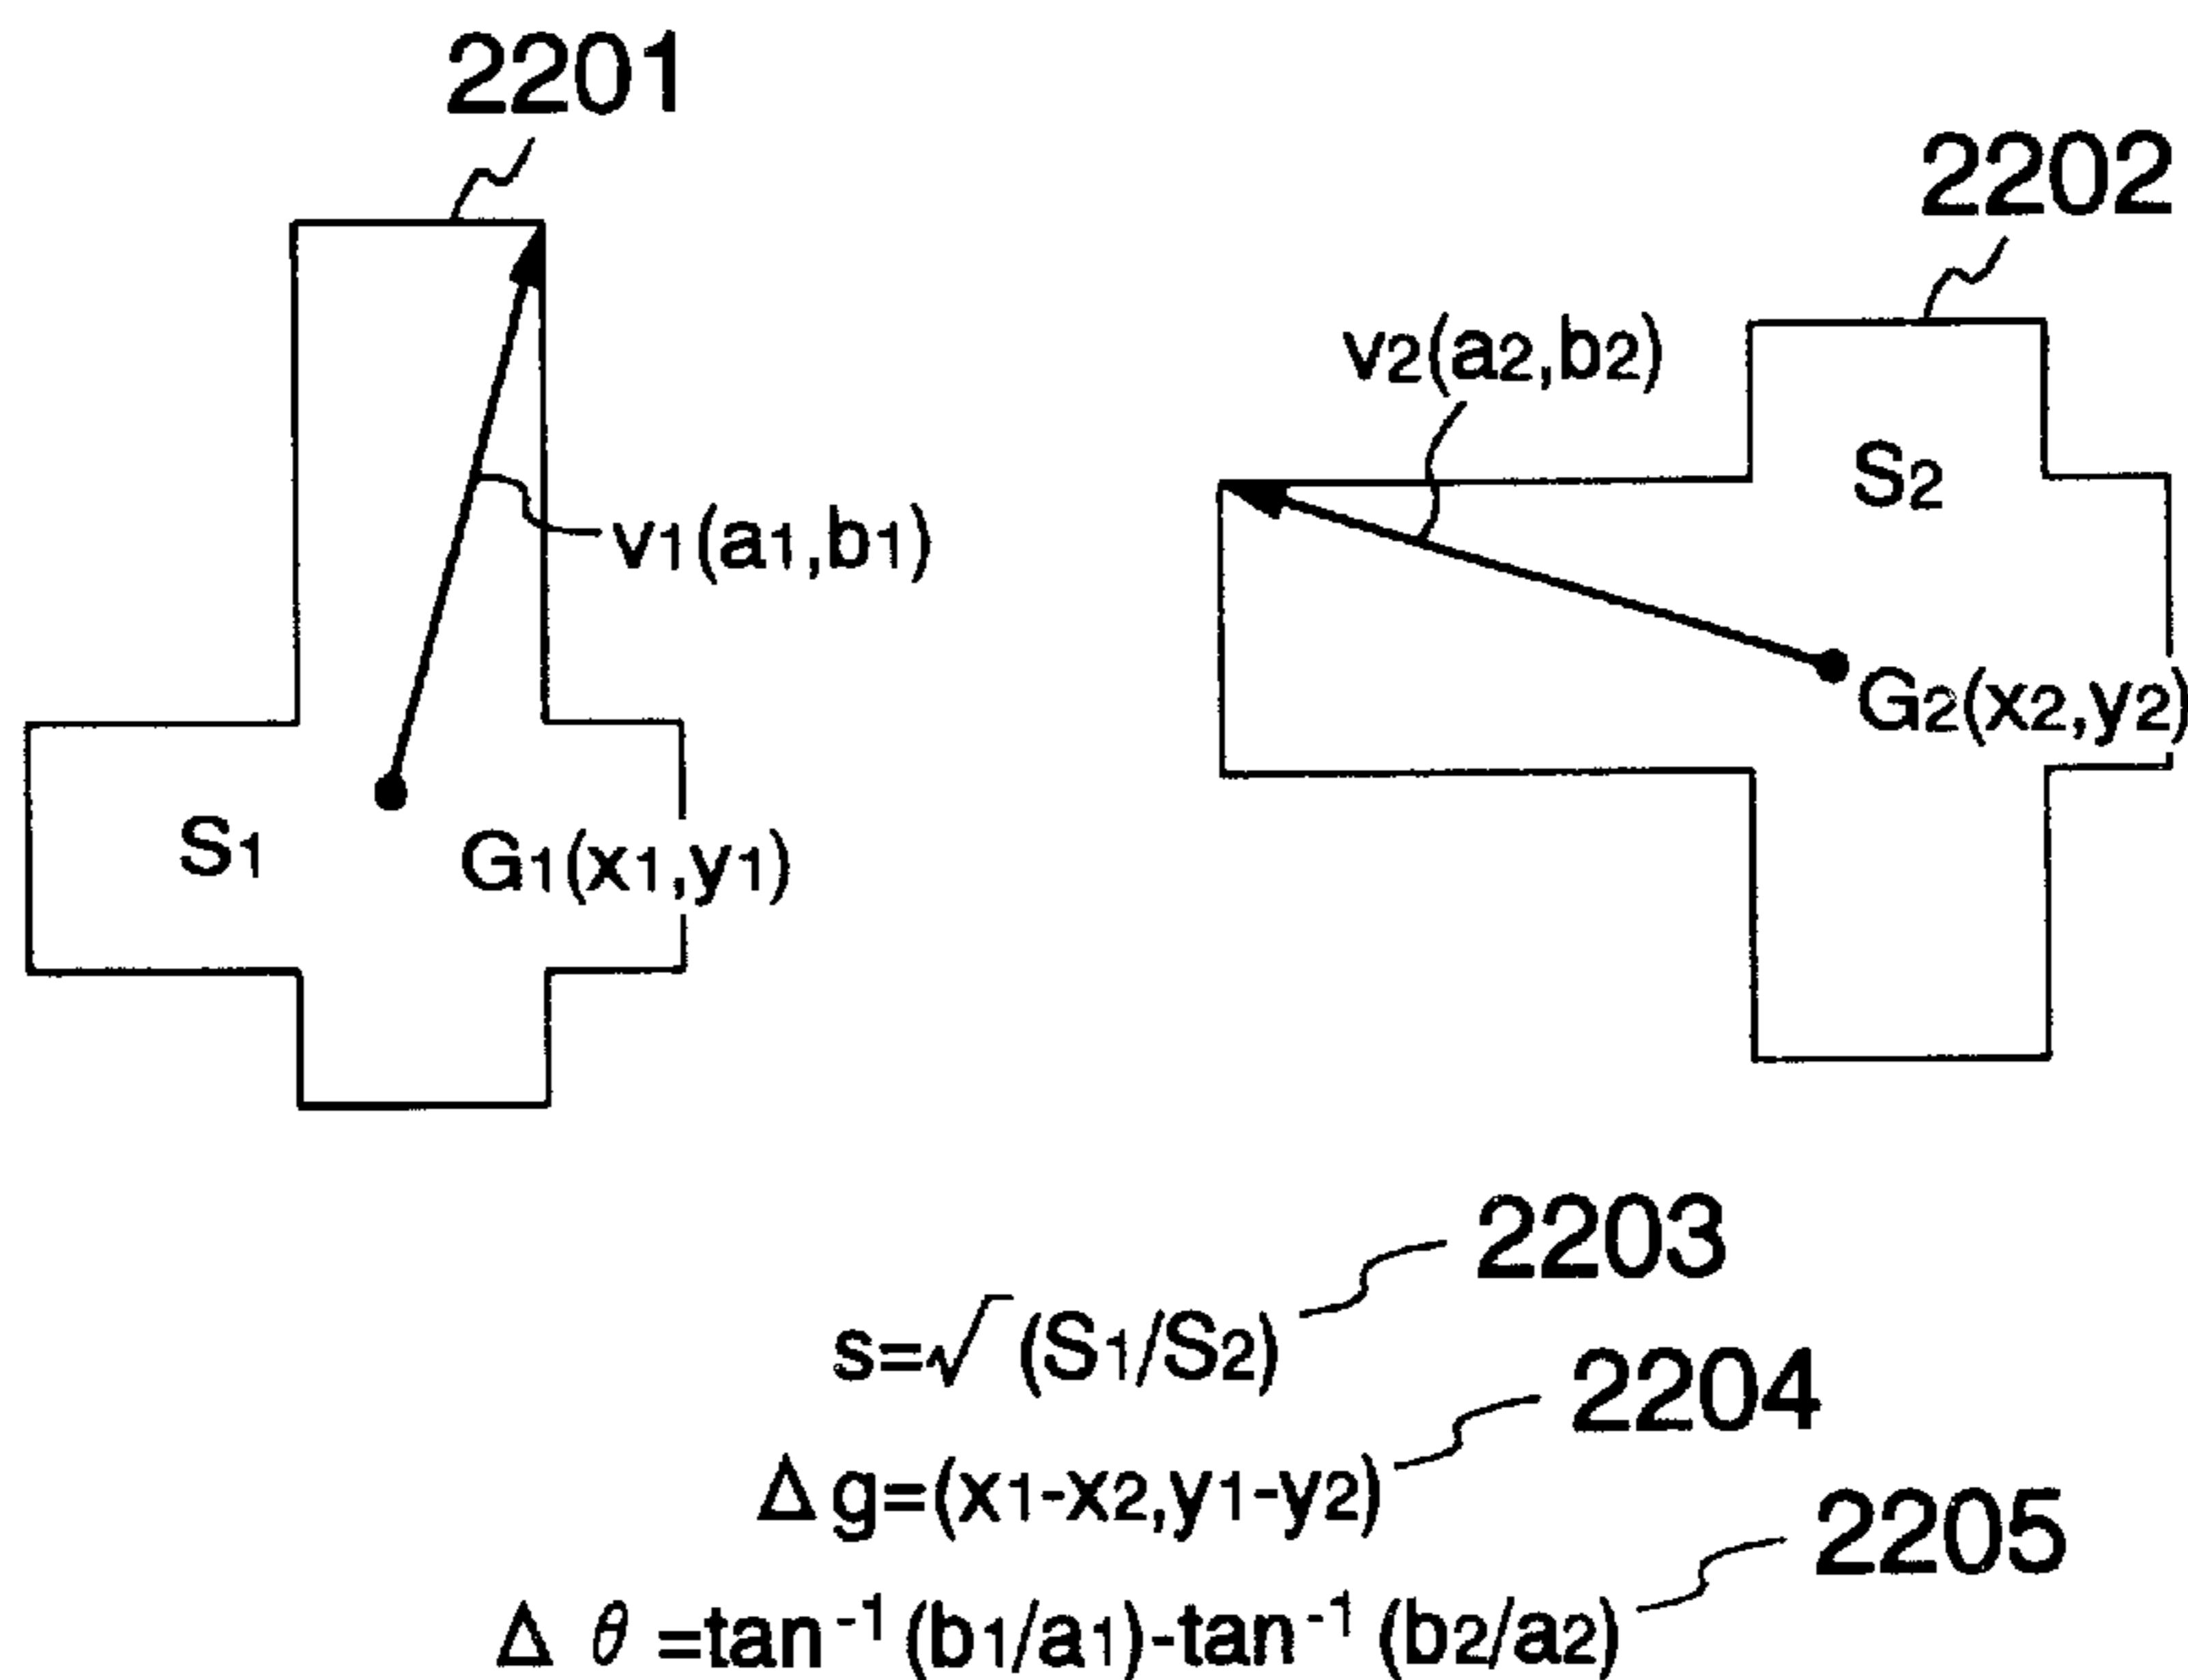 2201
2202
v2(a2,b2)
S2
v1(a1,b1)
G2(x2,y2)
S1
G1(x1,y1)
2203
s=√(S1/S2)
2204
Δg=(x1-x2,y1-y2)
2205
Δθ=tan⁻¹(b1/a1)-tan⁻¹(b2/a2)